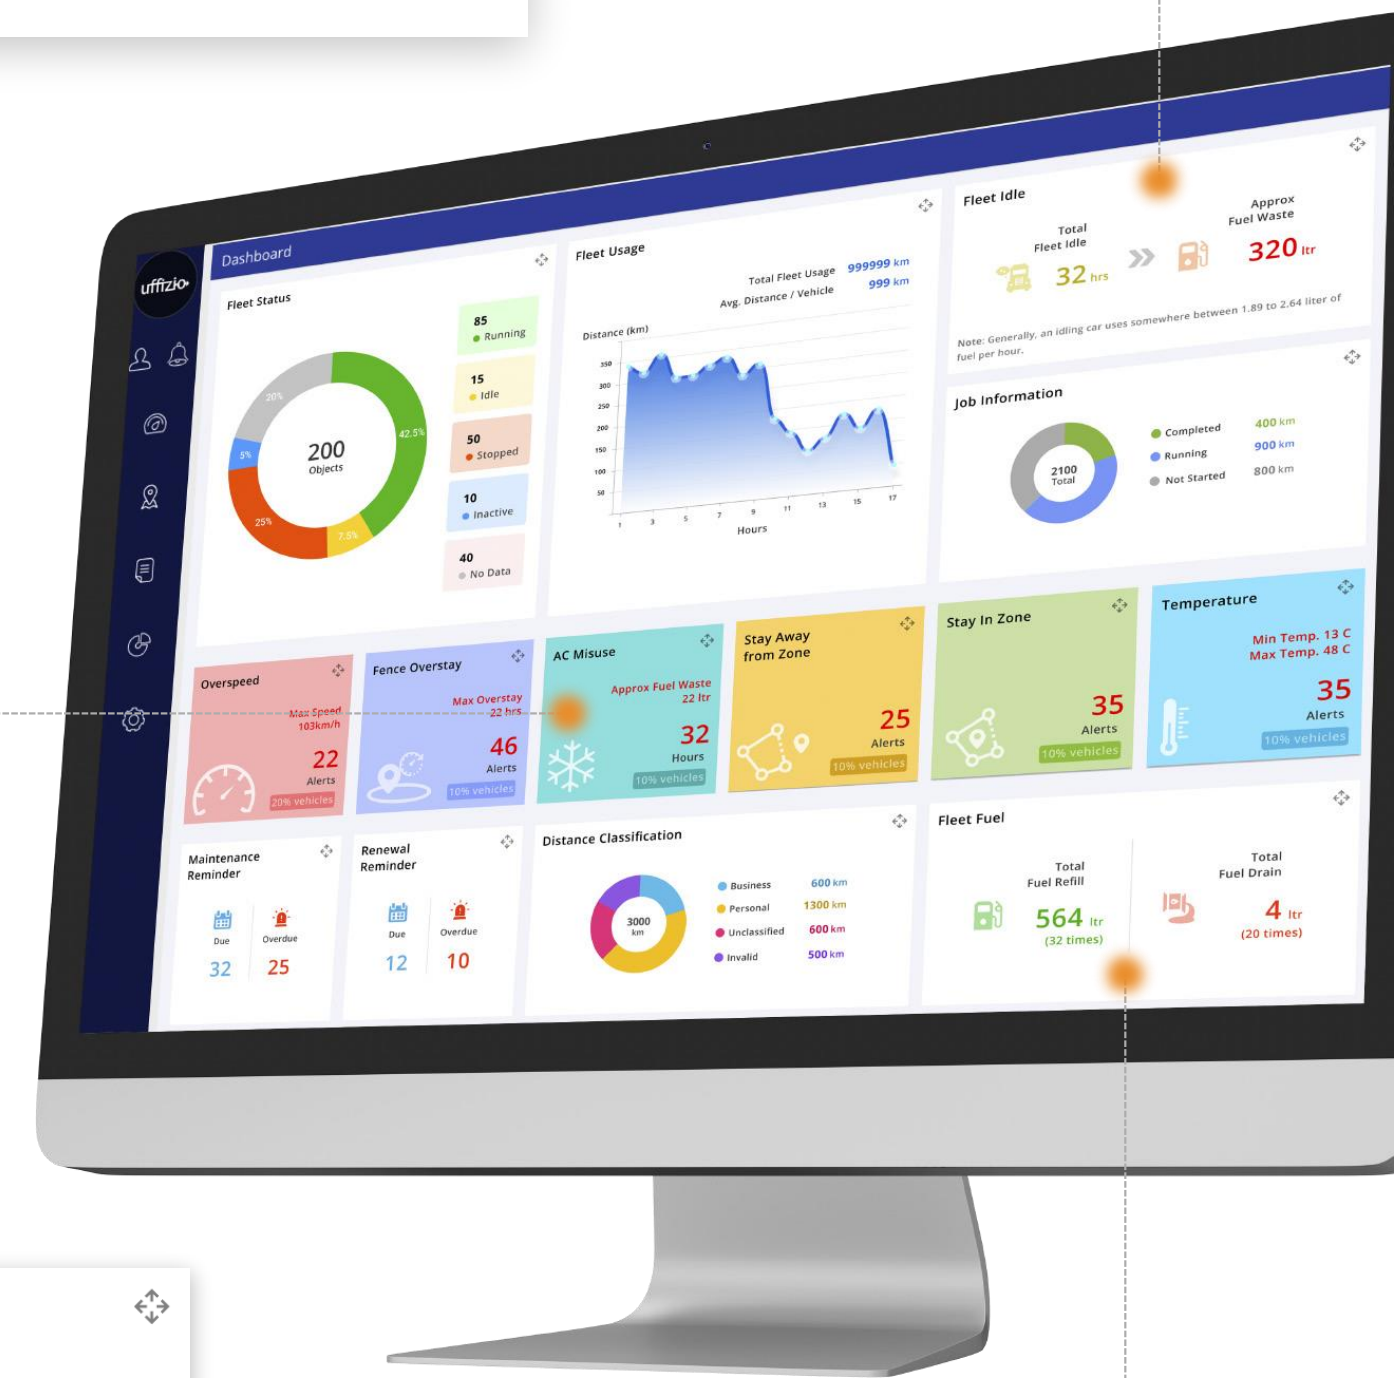 uffizio
Dashboard
Fleet Status
200
Objects
42.5%
7.5%
25%
5%
20%
85
Running
15
Idle
50
Stopped
10
Inactive
40
No Data
Fleet Usage
Total Fleet Usage 999999 km
Avg. Distance / Vehicle 999 km
Distance (km)
350
300
250
200
150
100
50
1 3 5 7 9 11 13 15 17
Hours
Fleet Idle
Total
Fleet Idle
32 hrs
Approx
Fuel Waste
320 ltr
Note: Generally, an idling car uses somewhere between 1.89 to 2.64 liter of
fuel per hour.
Job Information
2100
Total
Completed 400 km
Running 900 km
Not Started 800 km
Overspeed
Max Speed
103km/h
22
Alerts
20% vehicles
Fence Overstay
Max Overstay
22 hrs
46
Alerts
10% vehicles
AC Misuse
Approx Fuel Waste
22 ltr
32
Hours
10% vehicles
Stay Away
from Zone
25
Alerts
10% vehicles
Stay In Zone
35
Alerts
10% vehicles
Temperature
Min Temp. 13 C
Max Temp. 48 C
35
Alerts
10% vehicles
Maintenance
Reminder
Due Overdue
32 25
Renewal
Reminder
Due Overdue
12 10
Distance Classification
3000
km
Business 600 km
Personal 1300 km
Unclassified 600 km
Invalid 500 km
Fleet Fuel
Total
Fuel Refill
564 ltr
(32 times)
Total
Fuel Drain
4 ltr
(20 times)